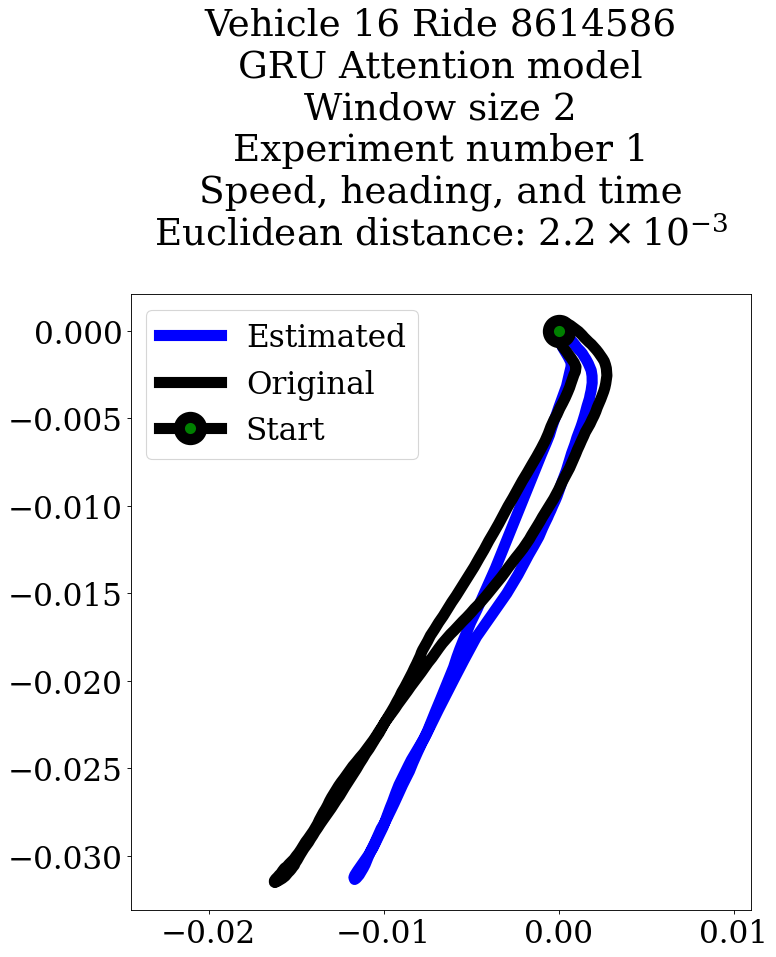 Vehicle 16 Ride 8614586
GRU Attention model
Window size 2
Experiment number 1
Speed, heading, and time
Euclidean distance: 2.2 × 10⁻³
Estimated
Original
Start
0.000
−0.005
−0.010
−0.015
−0.020
−0.025
−0.030
−0.02 −0.01 0.00 0.01